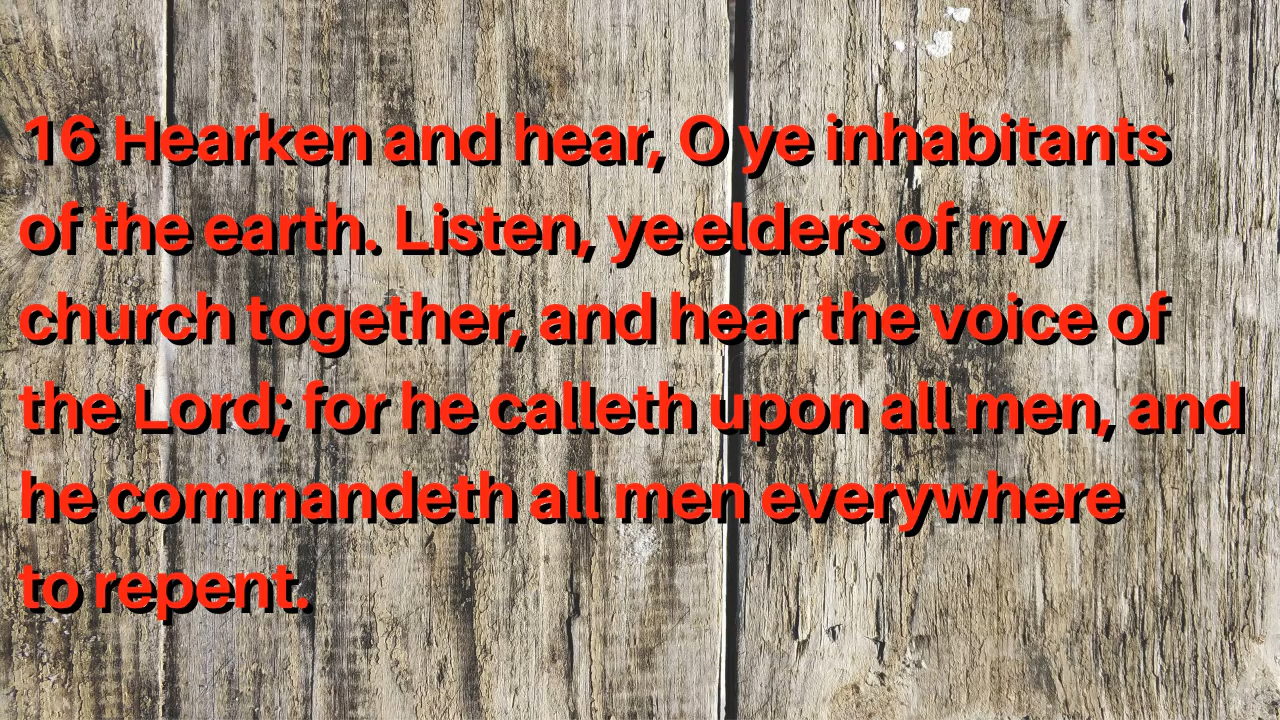 16 Hearken and hear, O ye inhabitants
of the earth. Listen, ye elders of my
church together, and hear the voice of
the Lord; for he calleth upon all men, and
he commandeth all men everywhere
to repent.